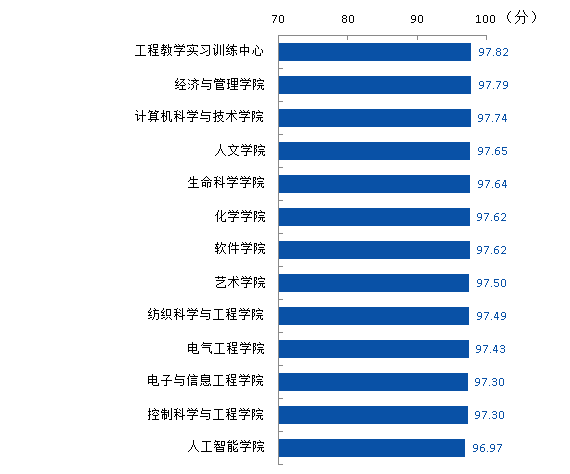 70 80 90 100（分）
工程教学实习训练中心 97.82
经济与管理学院 97.79
计算机科学与技术学院 97.74
人文学院 97.65
生命科学学院 97.64
化学学院 97.62
软件学院 97.62
艺术学院 97.50
纺织科学与工程学院 97.49
电气工程学院 97.43
电子与信息工程学院 97.30
控制科学与工程学院 97.30
人工智能学院 96.97